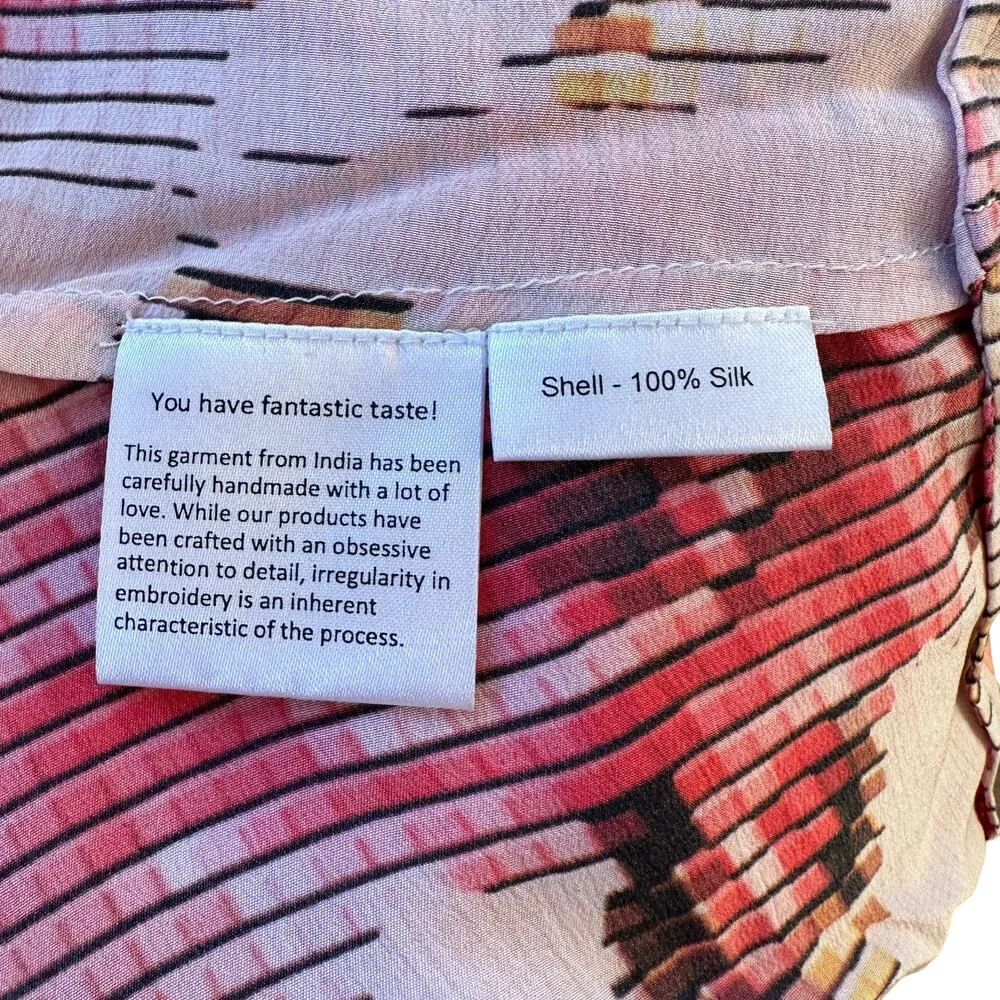 You have fantastic taste!
This garment from India has been
carefully handmade with a lot of
love. While our products have
been crafted with an obsessive
attention to detail, irregularity in
embroidery is an inherent
characteristic of the process.
Shell - 100% Silk